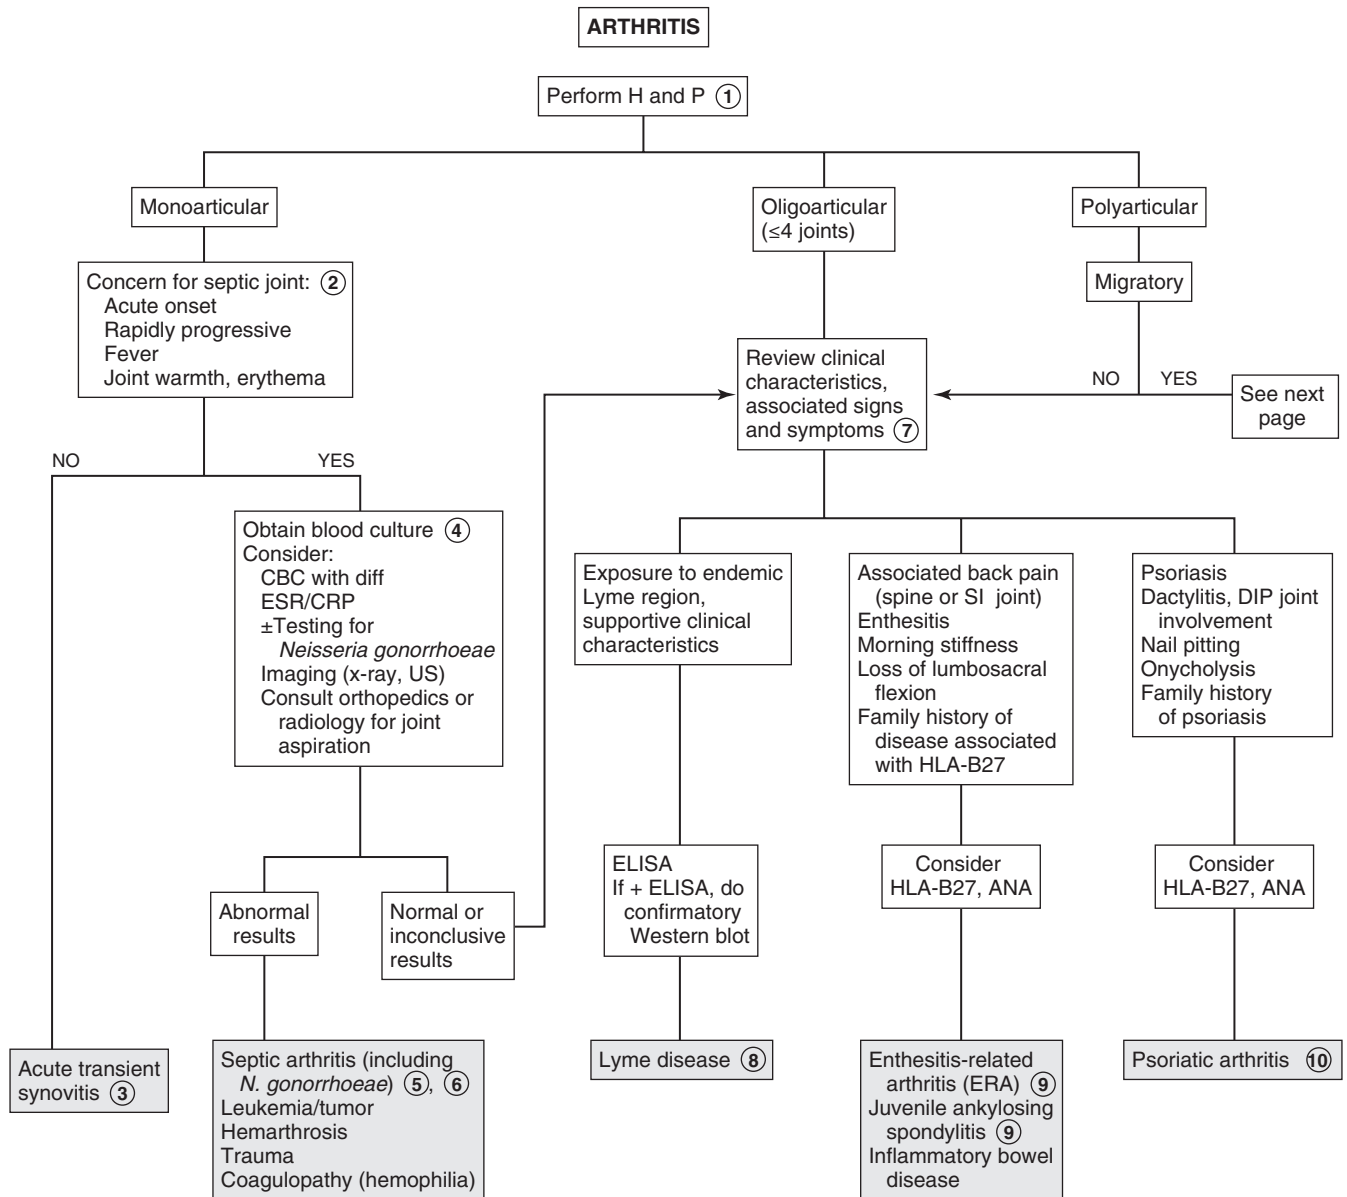 ARTHRITIS
Perform H and P 1
Monoarticular
Oligoarticular
(≤4 joints)
Polyarticular
Concern for septic joint: 2
Acute onset
Rapidly progressive
Fever
Joint warmth, erythema
Migratory
Review clinical
characteristics,
associated signs
and symptoms 7
NO
YES
See next
page
NO
YES
Obtain blood culture 4
Consider:
CBC with diff
ESR/CRP
±Testing for
Neisseria gonorrhoeae
Imaging (x-ray, US)
Consult orthopedics or
radiology for joint
aspiration
Exposure to endemic
Lyme region,
supportive clinical
characteristics
Associated back pain
(spine or SI joint)
Enthesitis
Morning stiffness
Loss of lumbosacral
flexion
Family history of
disease associated
with HLA-B27
Psoriasis
Dactylitis, DIP joint
involvement
Nail pitting
Onycholysis
Family history
of psoriasis
Abnormal
results
Normal or
inconclusive
results
ELISA
If + ELISA, do
confirmatory
Western blot
Consider
HLA-B27, ANA
Consider
HLA-B27, ANA
Acute transient
synovitis 3
Septic arthritis (including
N. gonorrhoeae) 5, 6
Leukemia/tumor
Hemarthrosis
Trauma
Coagulopathy (hemophilia)
Lyme disease 8
Enthesitis-related
arthritis (ERA) 9
Juvenile ankylosing
spondylitis 9
Inflammatory bowel
disease
Psoriatic arthritis 10